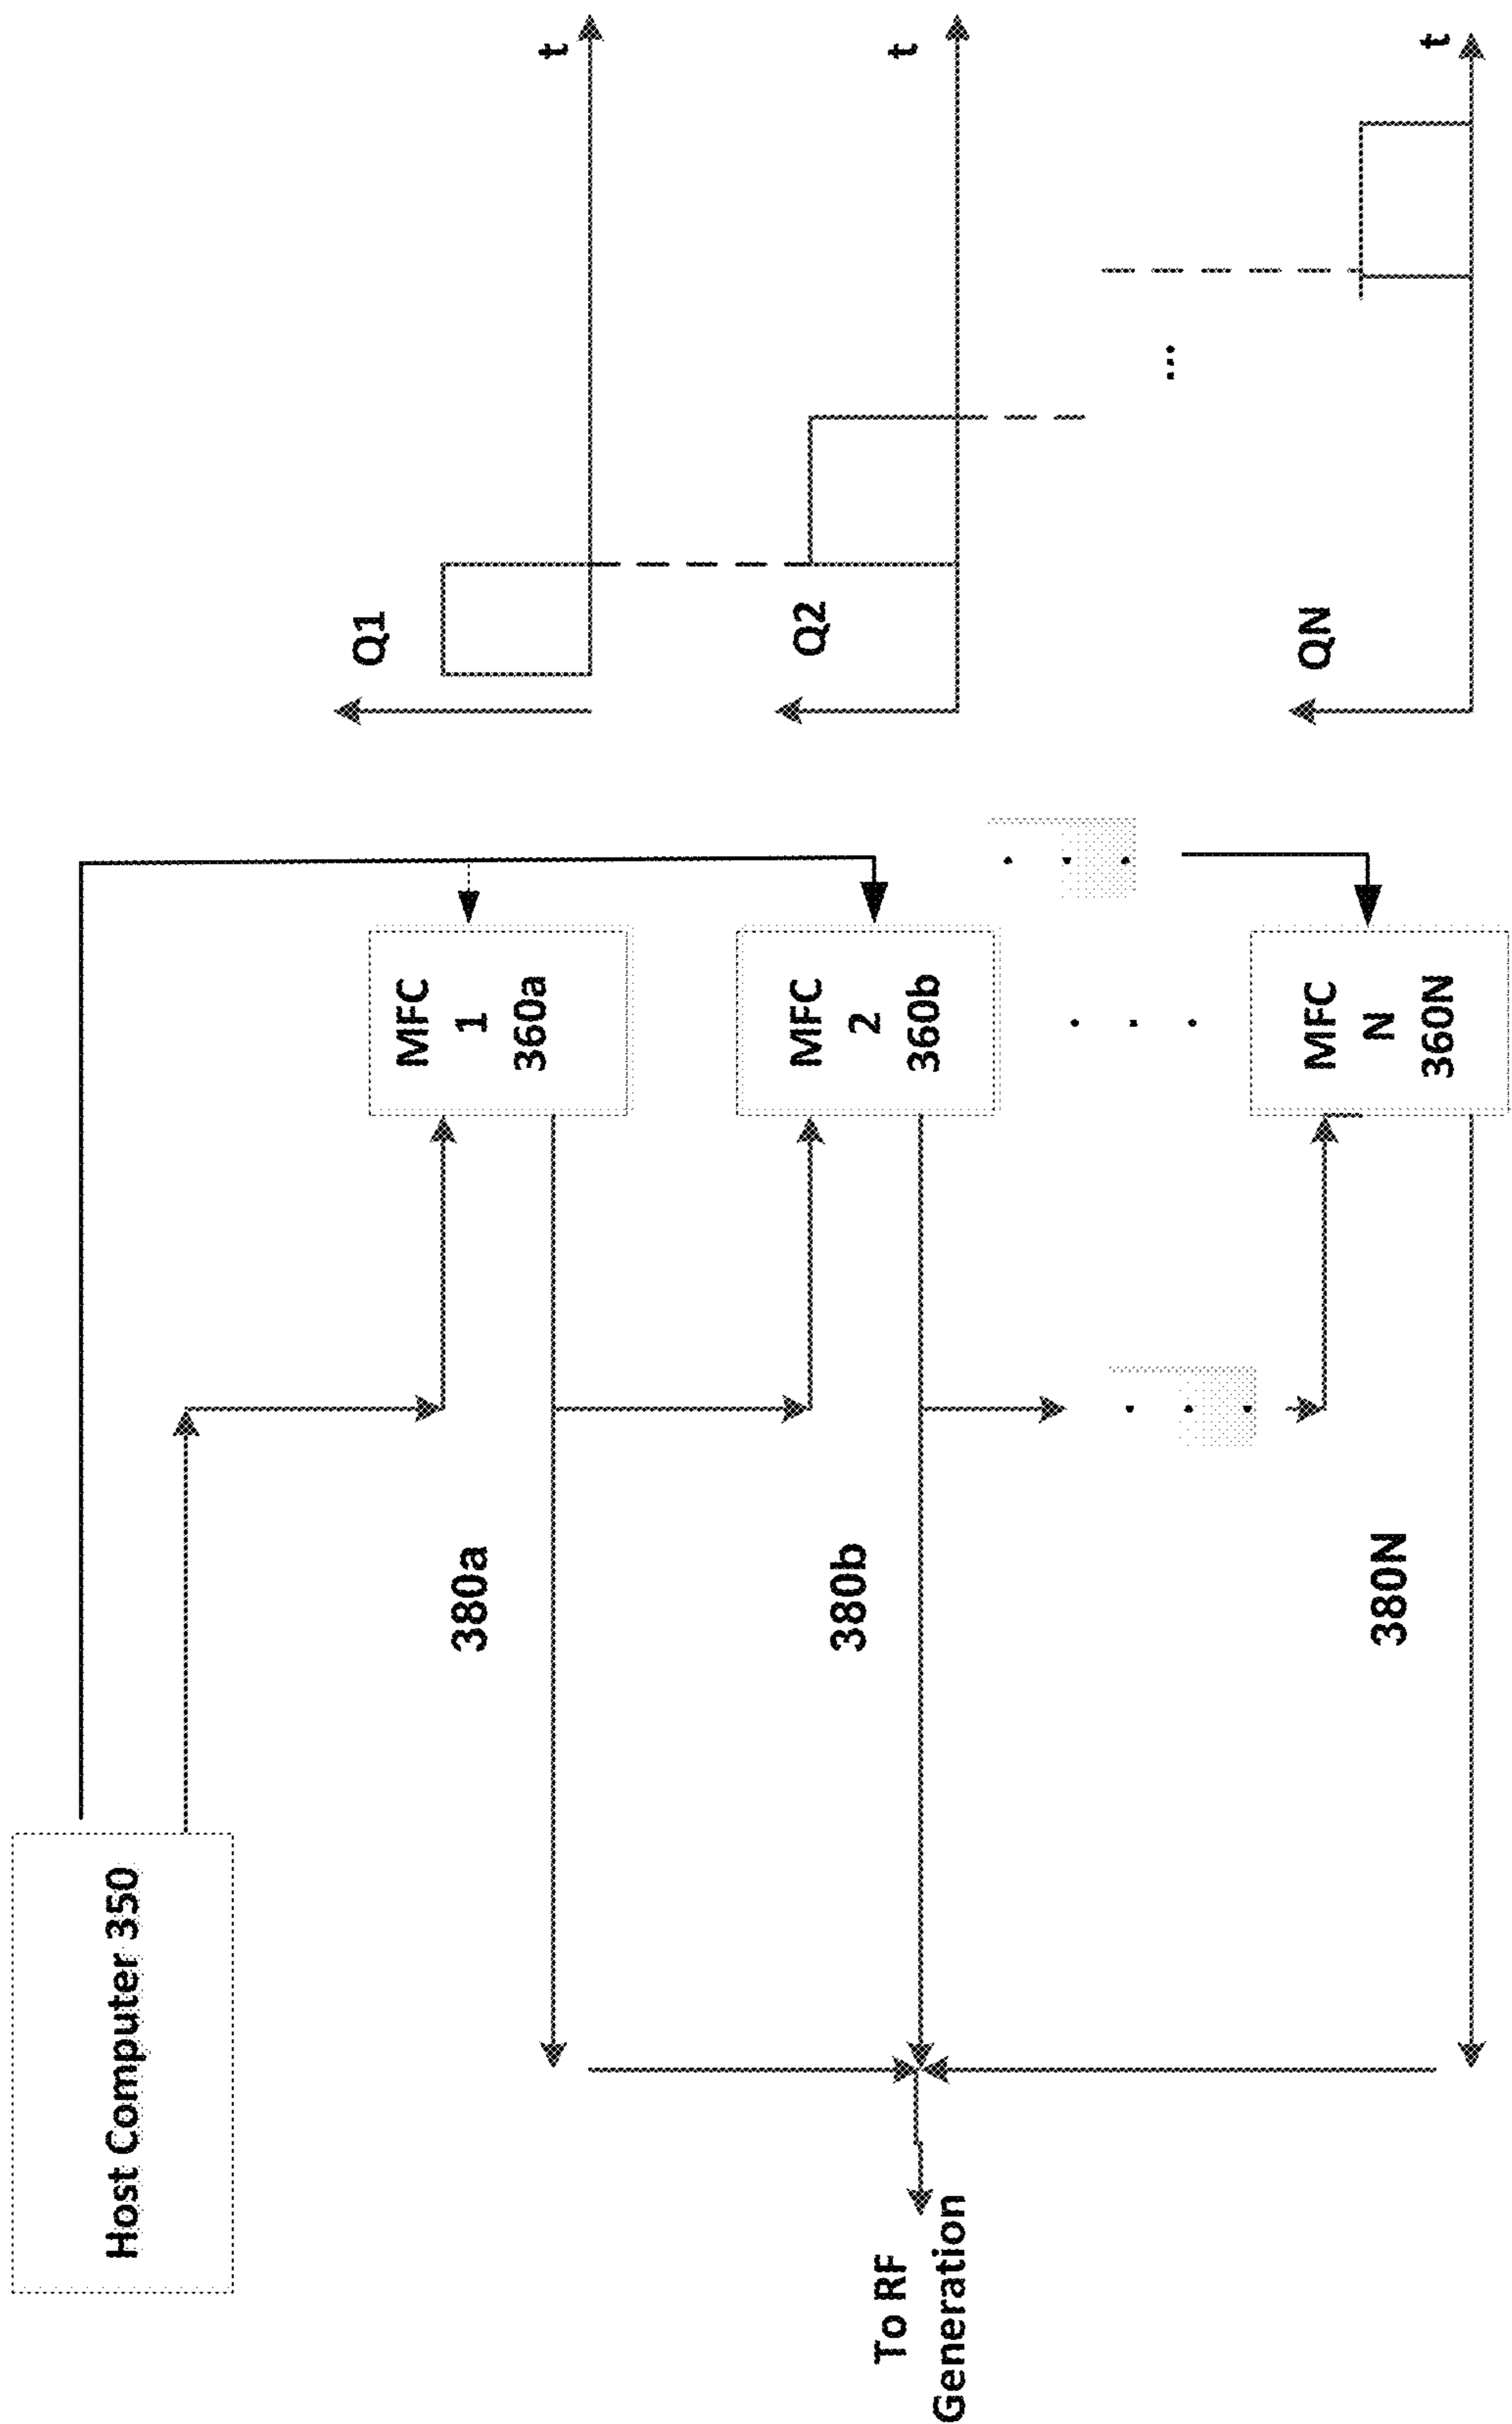 Host Computer 350
To RF
Generation
380a
380b
380N
MFC
1
360a
MFC
2
360b
. . .
MFC
N
360N
. . .
. . .
Q1
Q2
QN
t
t
...
t